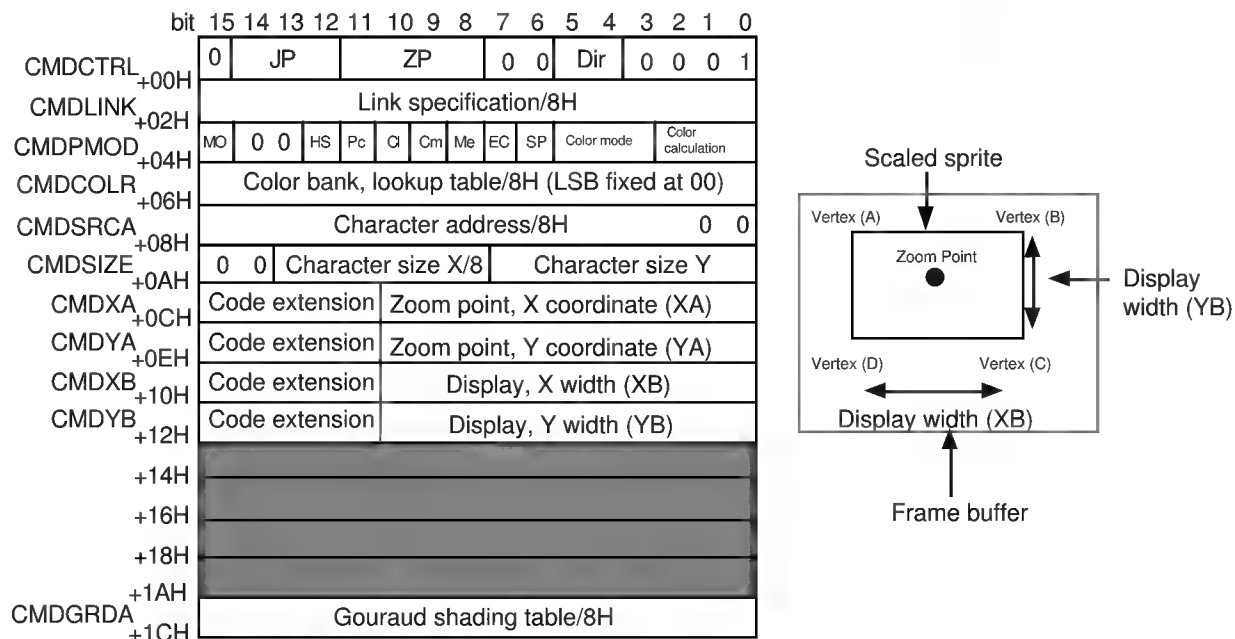 bit 15 14 13 12 11 10 9 8 7 6 5 4 3 2 1 0
CMDCTRL +00H 0 JP ZP 0 0 Dir 0 0 0 1
CMDLINK +02H Link specification/8H
CMDPMOD +04H MO 0 0 HS Pc Cl Cm Me EC SP Color mode Color calculation
CMDCOLR +06H Color bank, lookup table/8H (LSB fixed at 00)
CMDSRCA +08H Character address/8H 0 0
CMDSIZE +0AH 0 0 Character size X/8 Character size Y
CMDXA +0CH Code extension Zoom point, X coordinate (XA)
CMDYA +0EH Code extension Zoom point, Y coordinate (YA)
CMDXB +10H Code extension Display, X width (XB)
CMDYB +12H Code extension Display, Y width (YB)
+14H
+16H
+18H
+1AH
CMDGRDA +1CH Gouraud shading table/8H
Scaled sprite
Vertex (A) Vertex (B)
Zoom Point
Display
width (YB)
Vertex (D) Vertex (C)
Display width (XB)
Frame buffer